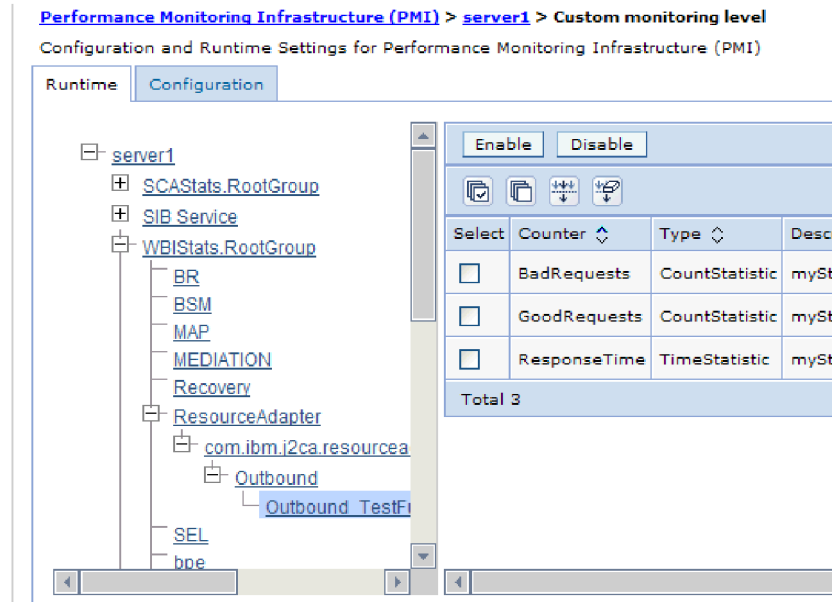 Performance Monitoring Infrastructure (PMI) > server1 > Custom monitoring level
Configuration and Runtime Settings for Performance Monitoring Infrastructure (PMI)
Runtime
Configuration
server1
SCAStats.RootGroup
SIB Service
WBIStats.RootGroup
BR
BSM
MAP
MEDIATION
Recovery
ResourceAdapter
com.ibm.j2ca.resourcea
Outbound
Outbound_TestFu
SEL
bpe
Enable Disable
Select Counter Type Desc
BadRequests CountStatistic mySt
GoodRequests CountStatistic mySt
ResponseTime TimeStatistic mySt
Total 3